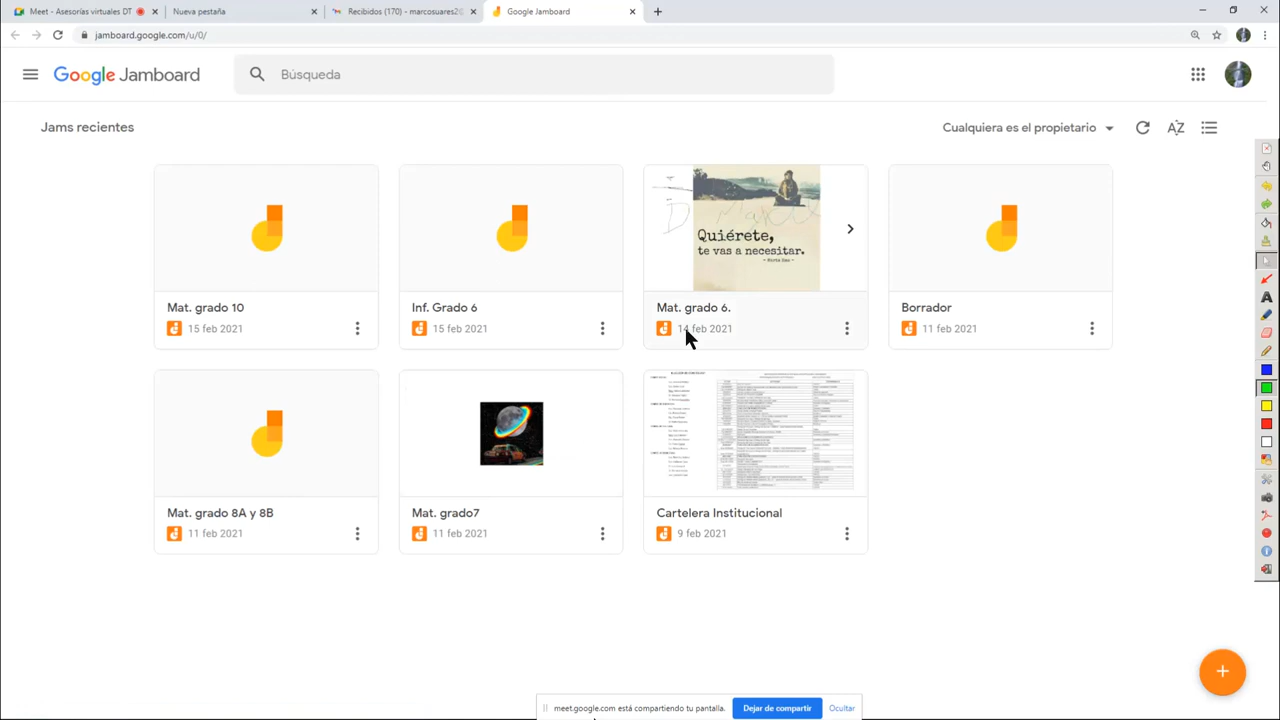 Meet - Asesorías virtuales DT
Nueva pestaña
Recibidos (170) - marcosuares2
Google Jamboard
jamboard.google.com/u/0/
Google Jamboard
Búsqueda
Jams recientes
Cualquiera es el propietario
AZ
Quiérete,
te vas a necesitar.
Mat. grado 10
15 feb 2021
Inf. Grado 6
15 feb 2021
Mat. grado 6.
14 feb 2021
Borrador
11 feb 2021
Mat. grado 8A y 8B
11 feb 2021
Mat. grado7
11 feb 2021
Cartelera Institucional
9 feb 2021
meet.google.com está compartiendo tu pantalla.
Dejar de compartir
Ocultar